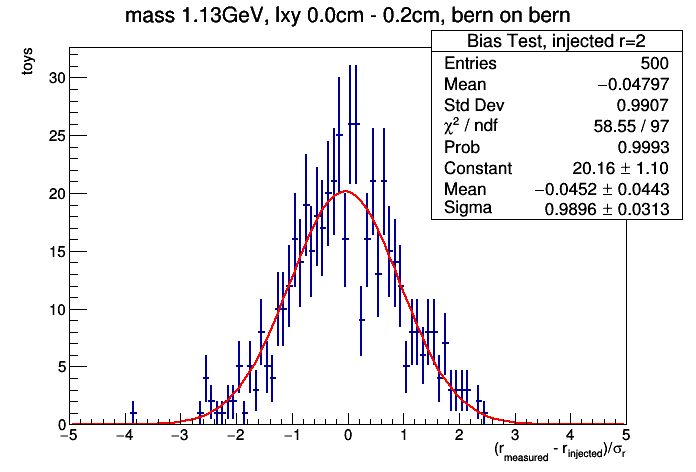 mass 1.13GeV, lxy 0.0cm - 0.2cm, bern on bern
toys
Bias Test, injected r=2
Entries 500
Mean −0.04797
Std Dev 0.9907
χ² / ndf 58.55 / 97
Prob 0.9993
Constant 20.16 ± 1.10
Mean −0.0452 ± 0.0443
Sigma 0.9896 ± 0.0313
30
25
20
15
10
5
0
−5 −4 −3 −2 −1 0 1 2 3 4 5
(r_measured - r_injected)/σ_r